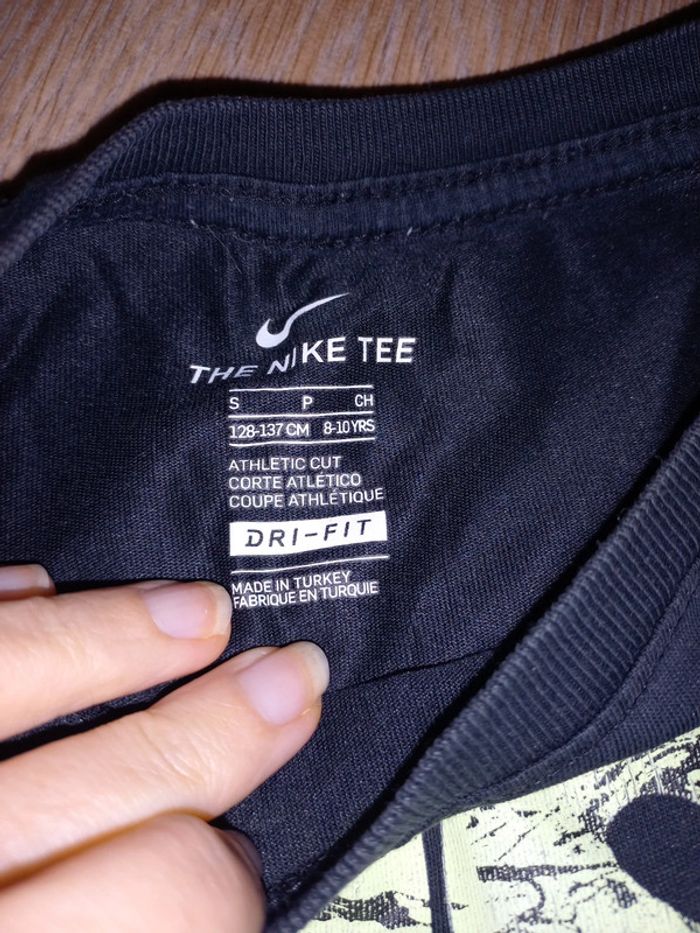 THE NIKE TEE
S P CH
128-137 CM 8-10 YRS
ATHLETIC CUT
CORTE ATLÉTICO
COUPE ATHLÉTIQUE
DRI-FIT
MADE IN TURKEY
FABRIQUE EN TURQUIE